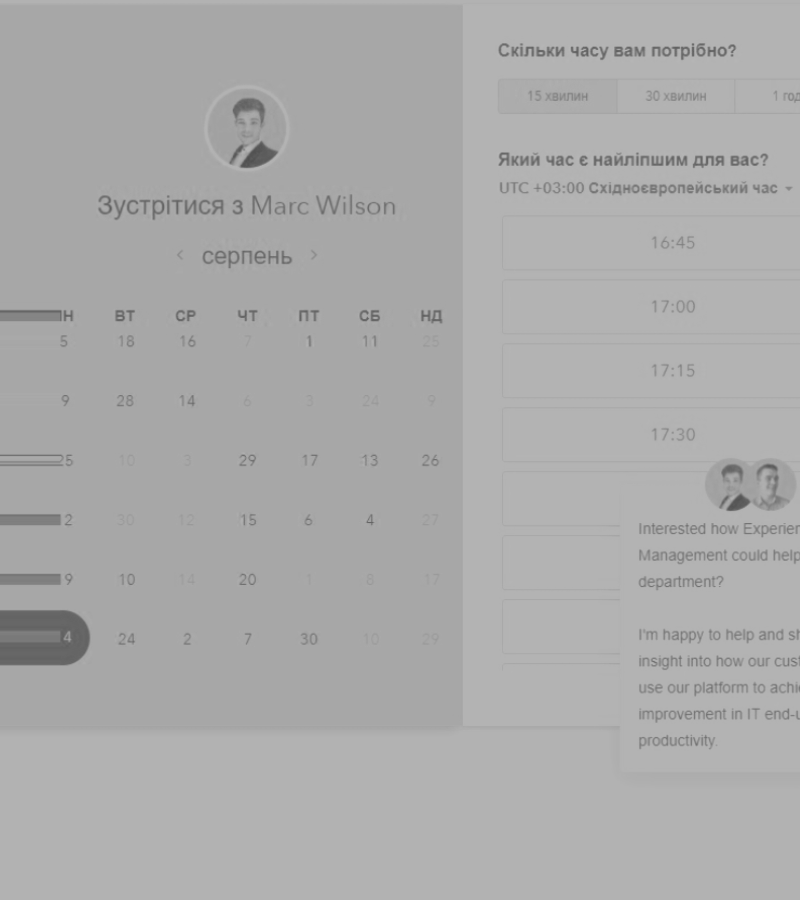 Зустрітися з Marc Wilson
< серпень >
Н ВТ СР ЧТ ПТ СБ НД
5 18 16 7 1 11 25
9 28 14 6 3 24 9
5 10 3 29 17 13 26
2 30 12 15 6 4 27
9 10 14 20 1 8 17
4 24 2 7 30 10 29
Скільки часу вам потрібно?
15 хвилин 30 хвилин 1 год
Який час є найліпшим для вас?
UTC +03:00 Східноєвропейський час
16:45
17:00
17:15
17:30
Interested how Experien
Management could help
department?
I'm happy to help and sh
insight into how our cust
use our platform to achie
improvement in IT end-u
productivity.